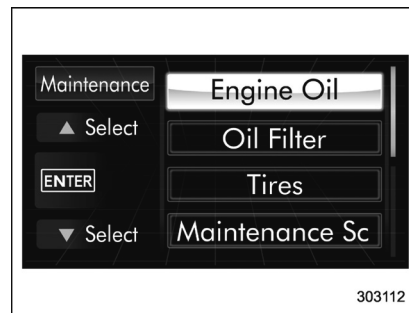 Maintenance
▲ Select
ENTER
▼ Select
Engine Oil
Oil Filter
Tires
Maintenance Sc
303112